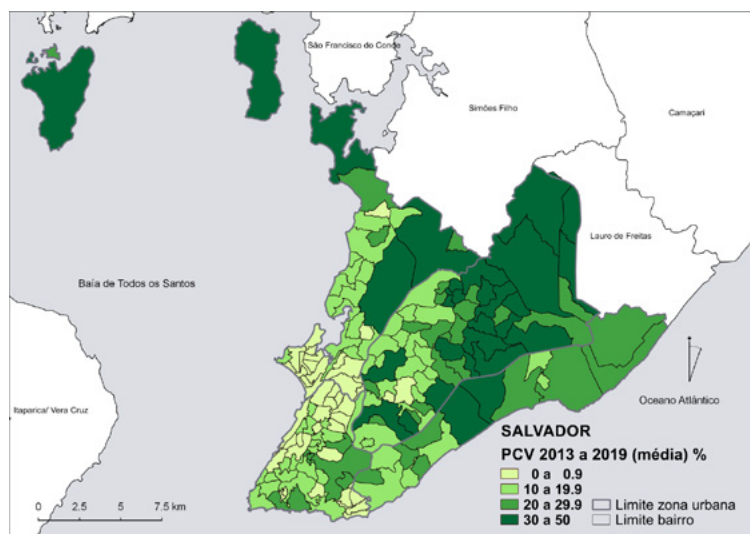 São Francisco do Conde
Simões Filho
Camaçari
Lauro de Freitas
Baía de Todos os Santos
Itaparica/ Vera Cruz
Oceano Atlântico
SALVADOR
PCV 2013 a 2019 (média) %
0 a 0.9
10 a 19.9
20 a 29.9
30 a 50
Limite zona urbana
Limite bairro
0 2.5 5 7.5 km